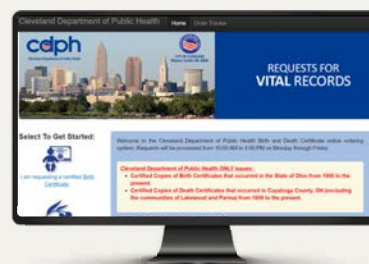 Cleveland Department of Public Health Home Order Tracker
cdph
REQUESTS FOR
VITAL RECORDS
Select To Get Started:
I am requesting a certified Birth
Certificate.
Welcome to the Cleveland Department of Public Health Birth and Death Certificate online ordering
system. Requests will be processed from 10:00 AM to 4:00 PM on Monday through Friday.
Cleveland Department of Public Health ONLY issues:
• Certified Copies of Birth Certificates that occurred in the State of Ohio from 1908 to the
present.
• Certified Copies of Death Certificates that occurred in Cuyahoga County, OH (excluding
the communities of Lakewood and Parma) from 1908 to the present.